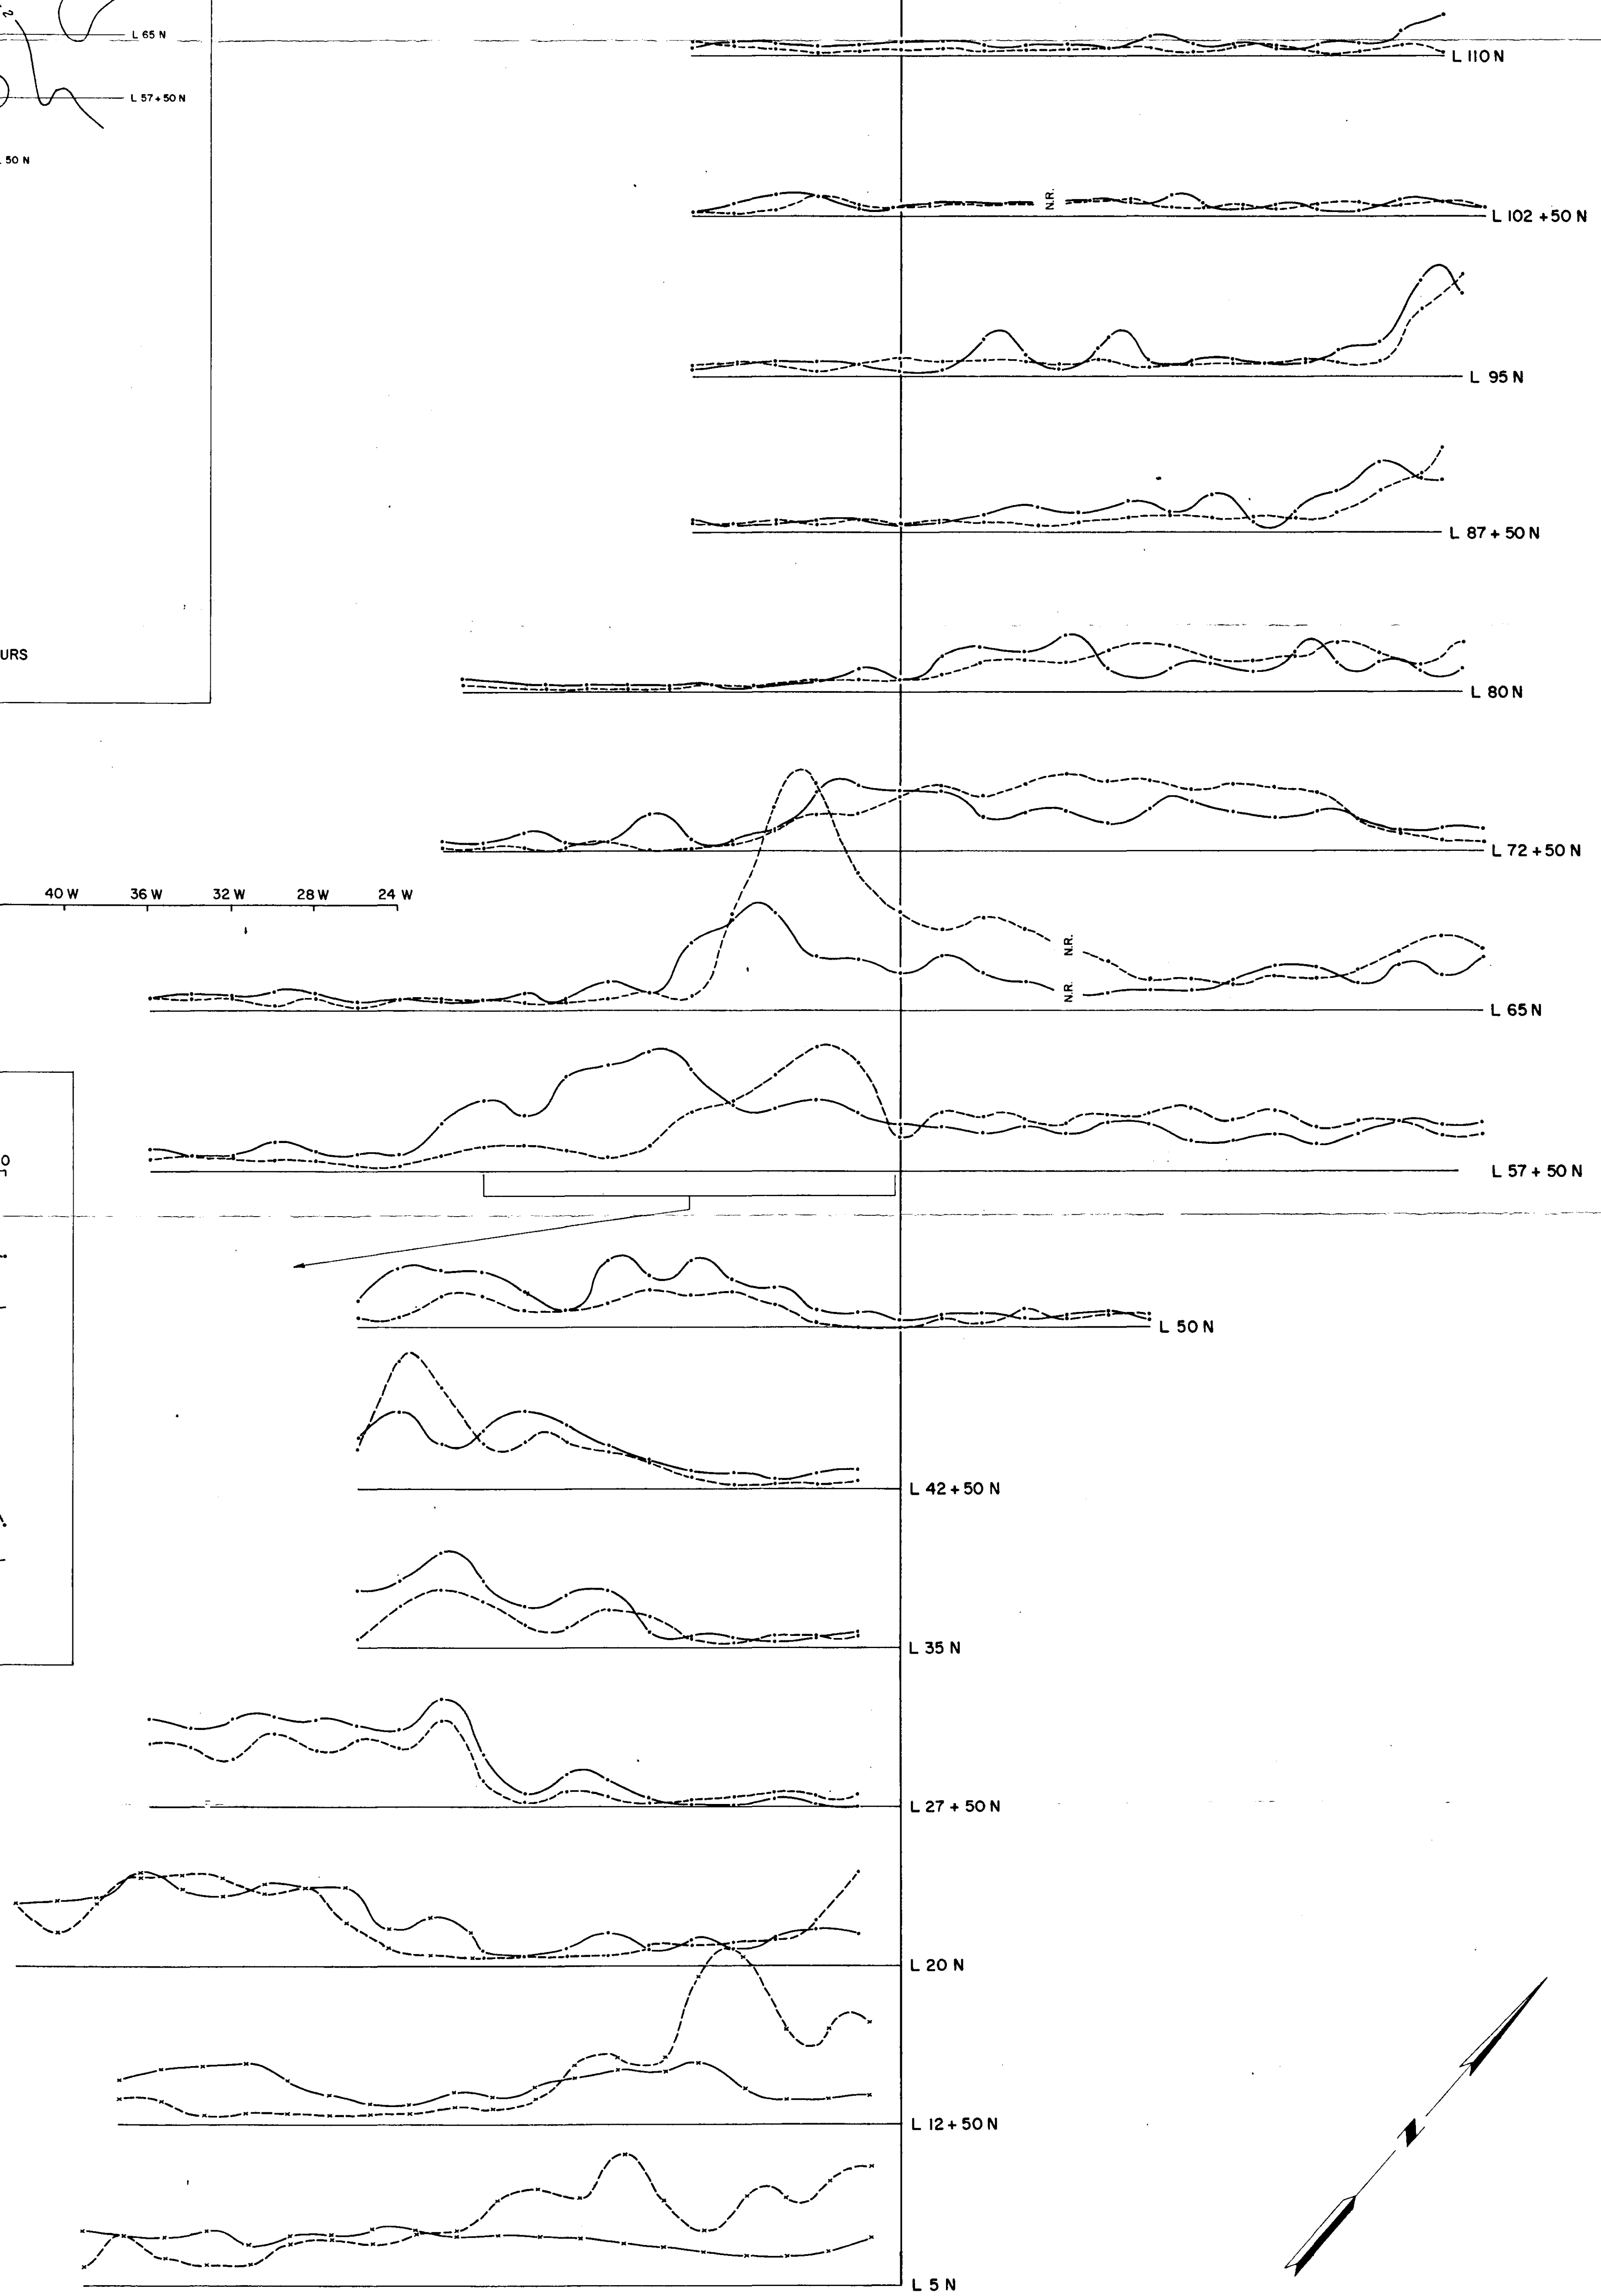 L 65 N
L 110 N
L 57+50 N
50 N
N.R.
L 102 +50 N
L 95 N
L 87+50 N
URS
L 80 N
L 72+50 N
40 W 36 W 32 W 28 W 24 W
N.R.
N.R.
L 65 N
L 57+50 N
L 50 N
L 42+50 N
L 35 N
L 27+50 N
L 20 N
L 12+50 N
N
L 5 N